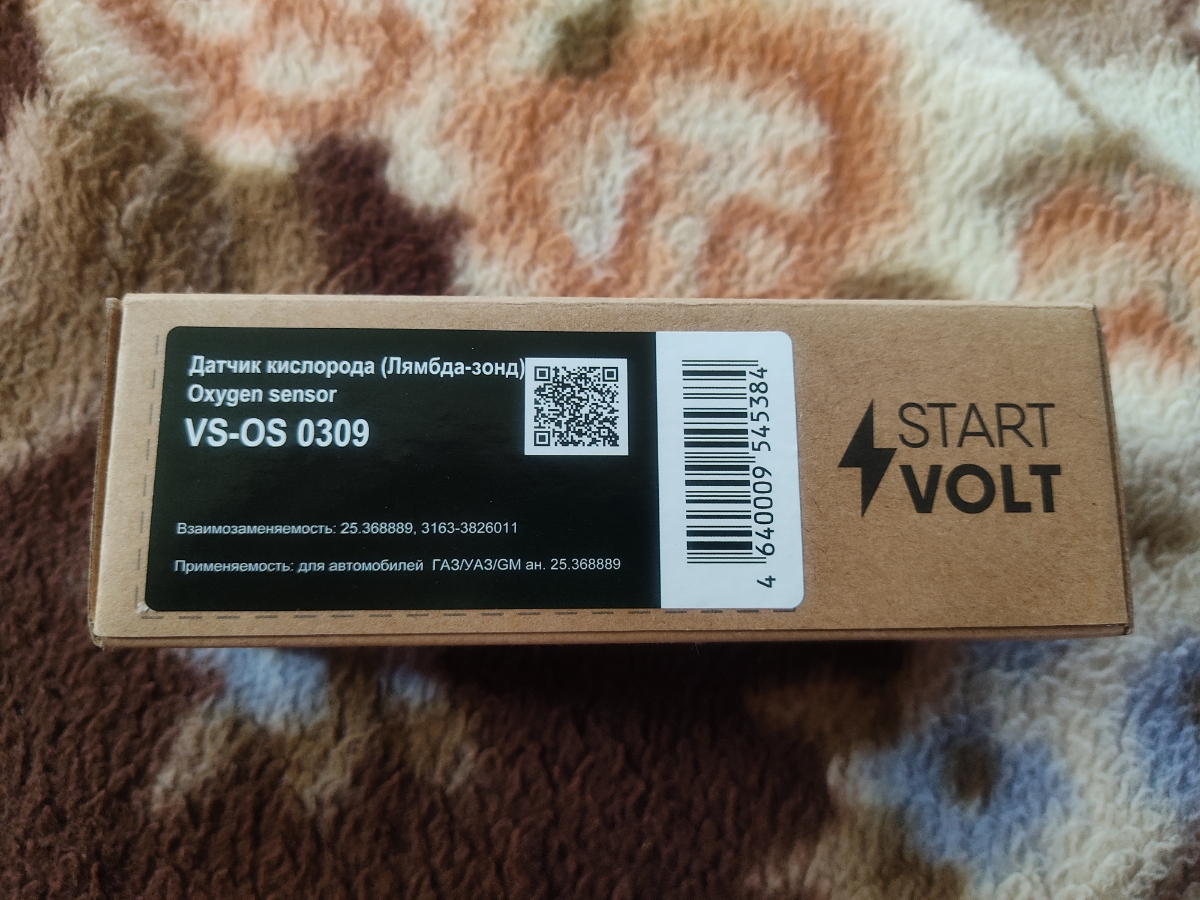 Датчик кислорода (Лямбда-зонд)
Oxygen sensor
VS-OS 0309
Взаимозаменяемость: 25.368889, 3163-3826011
Применяемость: для автомобилей ГАЗ/УАЗ/GM ан. 25.368889
4 640009 545384
START
VOLT